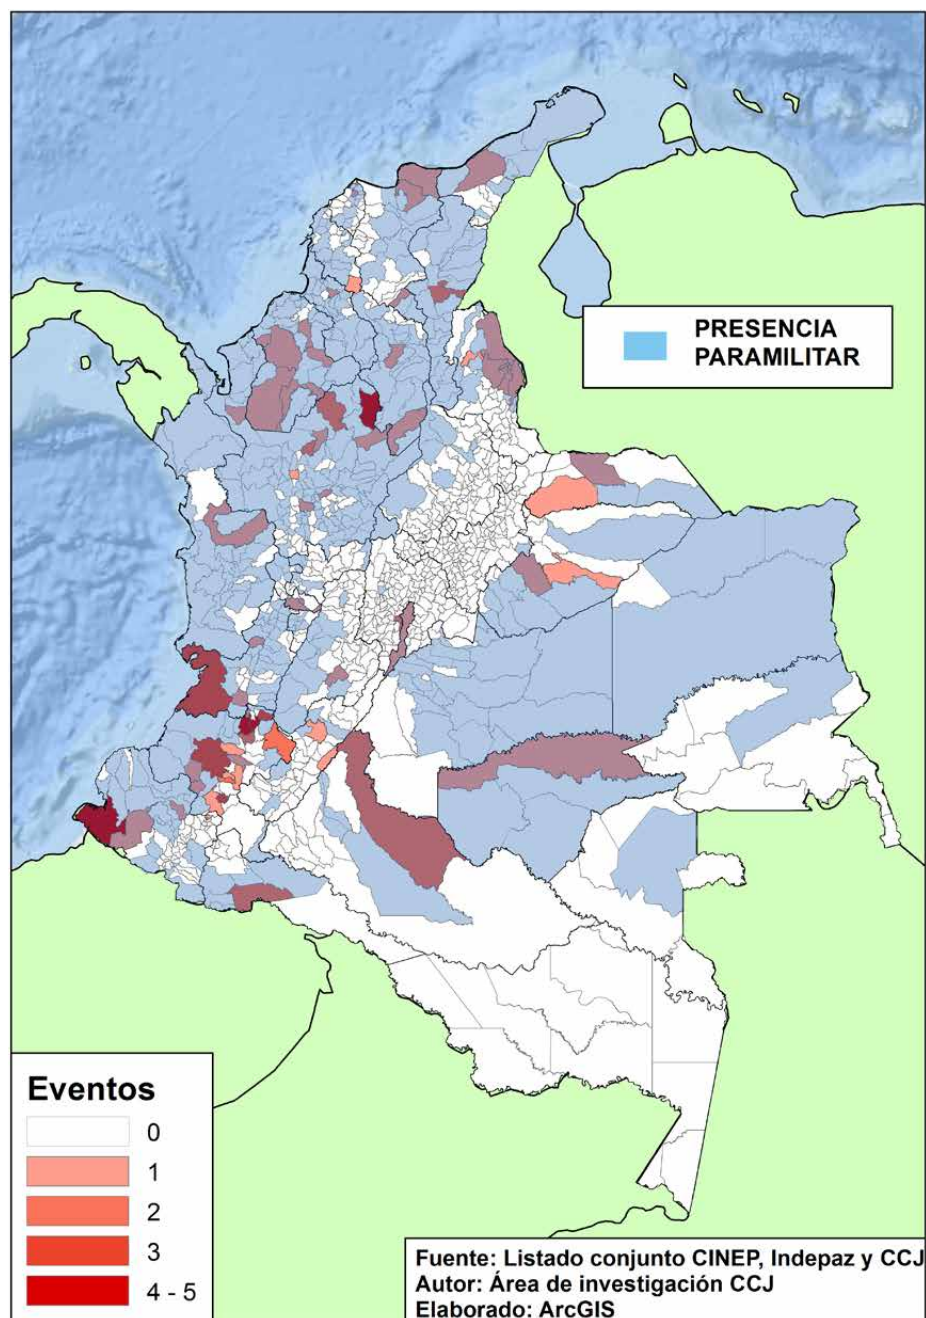 PRESENCIA
PARAMILITAR
Eventos
0
1
2
3
4 - 5
Fuente: Listado conjunto CINEP, Indepaz y CCJ
Autor: Área de investigación CCJ
Elaborado: ArcGIS